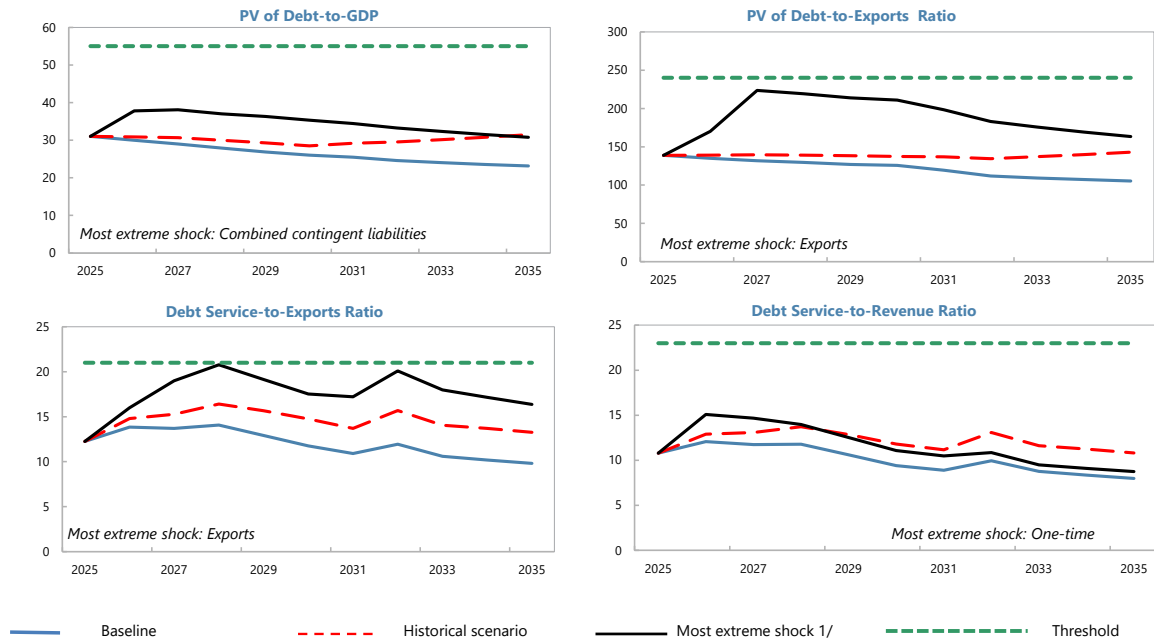 PV of Debt-to-GDP
60
50
40
30
20
10
0
Most extreme shock: Combined contingent liabilities
2025 2027 2029 2031 2033 2035
PV of Debt-to-Exports Ratio
300
250
200
150
100
50
0
Most extreme shock: Exports
2025 2027 2029 2031 2033 2035
Debt Service-to-Exports Ratio
25
20
15
10
5
0
Most extreme shock: Exports
2025 2027 2029 2031 2033 2035
Debt Service-to-Revenue Ratio
25
20
15
10
5
0
Most extreme shock: One-time
2025 2027 2029 2031 2033 2035
Baseline Historical scenario Most extreme shock 1/ Threshold